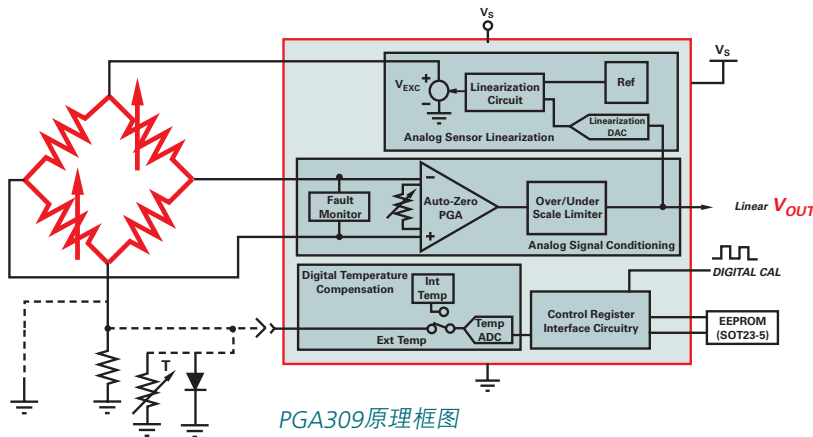 VS
VS
VEXC
+
−
Linearization
Circuit
Ref
Linearization
DAC
Analog Sensor Linearization
Fault
Monitor
−
+
Auto-Zero
PGA
Over/Under
Scale Limiter
Linear VOUT
Analog Signal Conditioning
Digital Temperature
Compensation
Int
Temp
Ext Temp
Temp
ADC
Control Register
Interface Circuitry
DIGITAL CAL
EEPROM
(SOT23-5)
T
PGA309原理框图